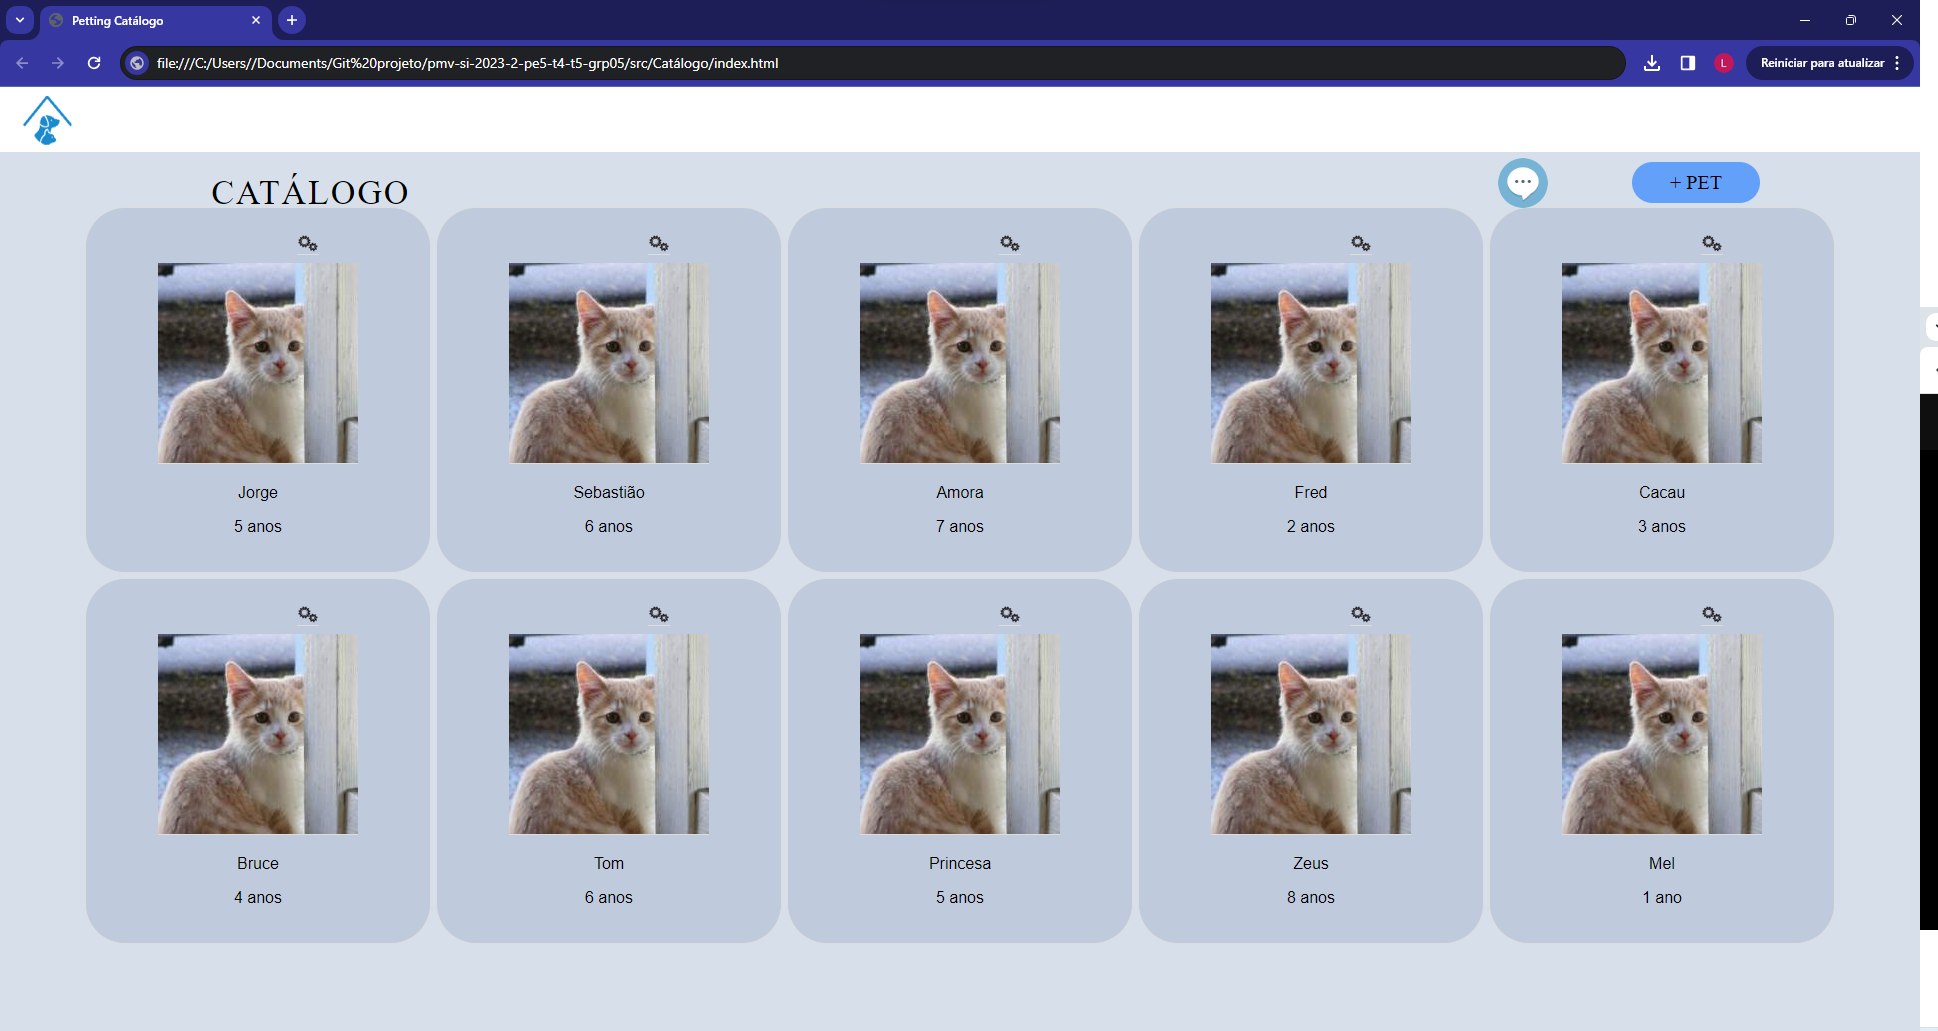 Petting Catálogo
file:///C:/Users//Documents/Git%20projeto/pmv-si-2023-2-pe5-t4-t5-grp05/src/Catálogo/index.html
L
Reiniciar para atualizar
CATÁLOGO
+ PET
Jorge
5 anos
Sebastião
6 anos
Amora
7 anos
Fred
2 anos
Cacau
3 anos
Bruce
4 anos
Tom
6 anos
Princesa
5 anos
Zeus
8 anos
Mel
1 ano